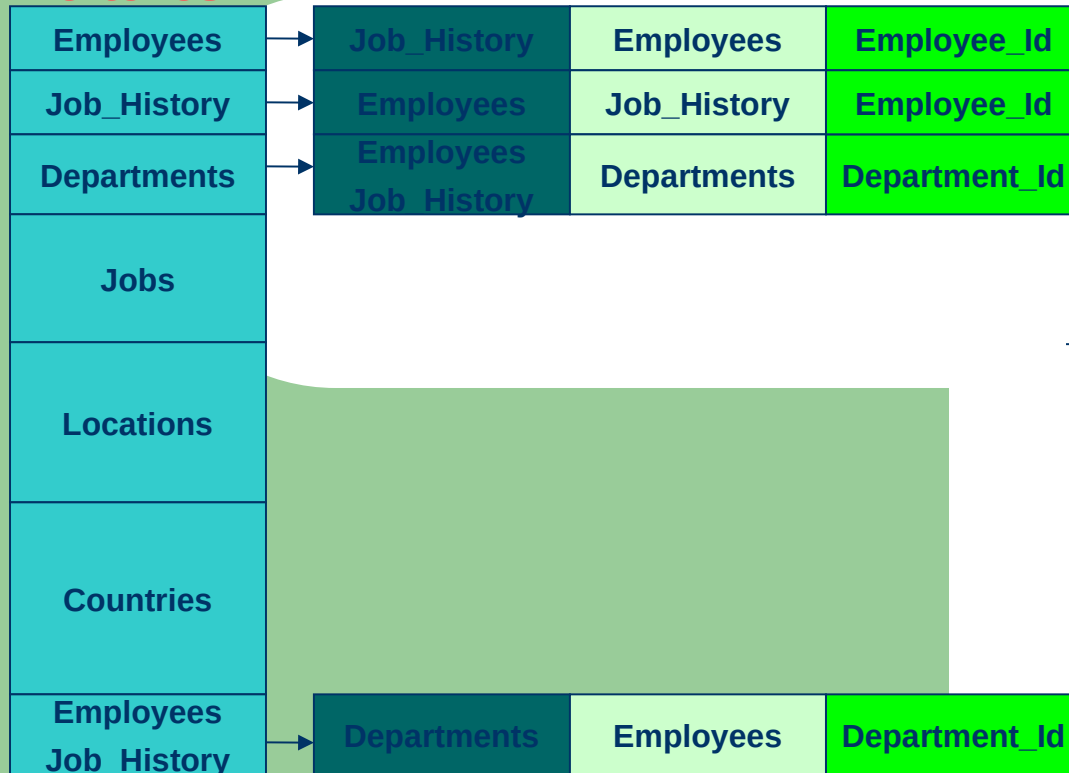 Employees Job_History Employees Employee_Id
Job_History Employees Job_History Employee_Id
Departments Employees Job_History Departments Department_Id
Jobs
Locations
Countries
Employees Job_History Departments Employees Department_Id